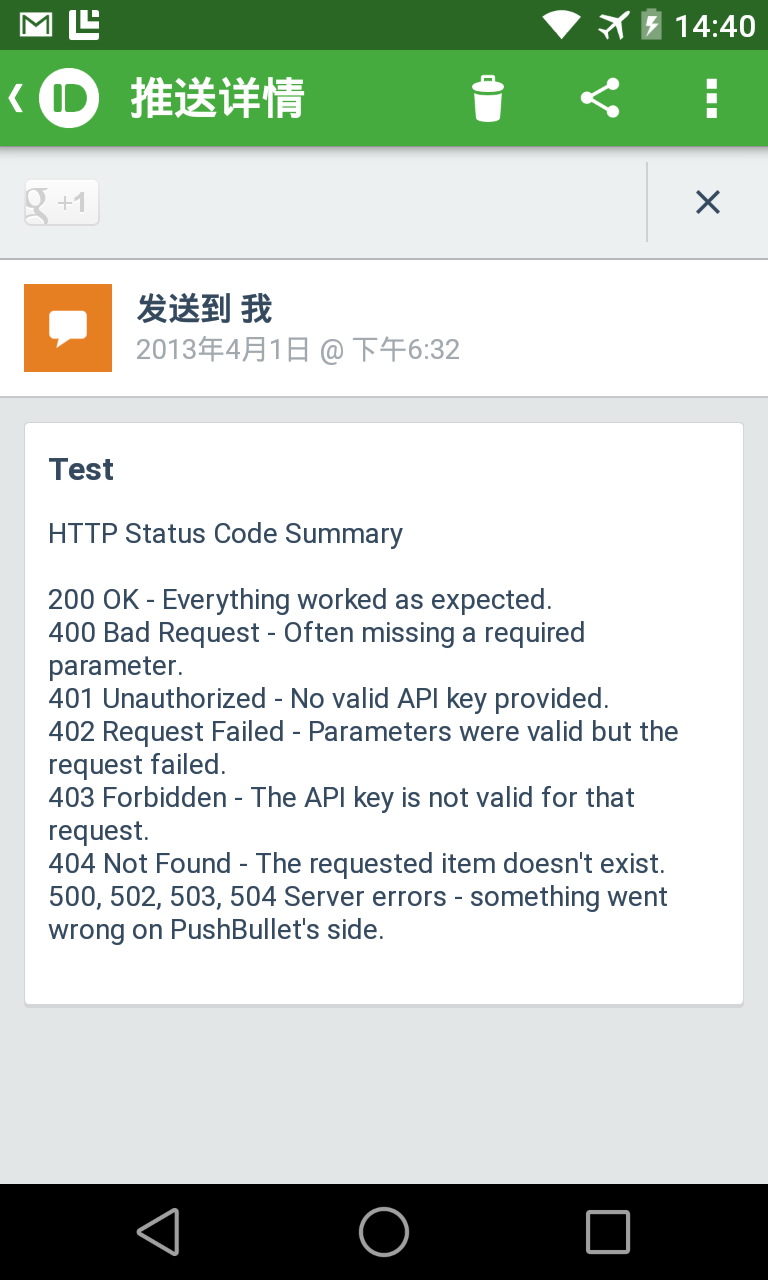 14:40
推送详情
g +1
发送到 我
2013年4月1日 @ 下午6:32
Test
HTTP Status Code Summary
200 OK - Everything worked as expected.
400 Bad Request - Often missing a required
parameter.
401 Unauthorized - No valid API key provided.
402 Request Failed - Parameters were valid but the
request failed.
403 Forbidden - The API key is not valid for that
request.
404 Not Found - The requested item doesn't exist.
500, 502, 503, 504 Server errors - something went
wrong on PushBullet's side.